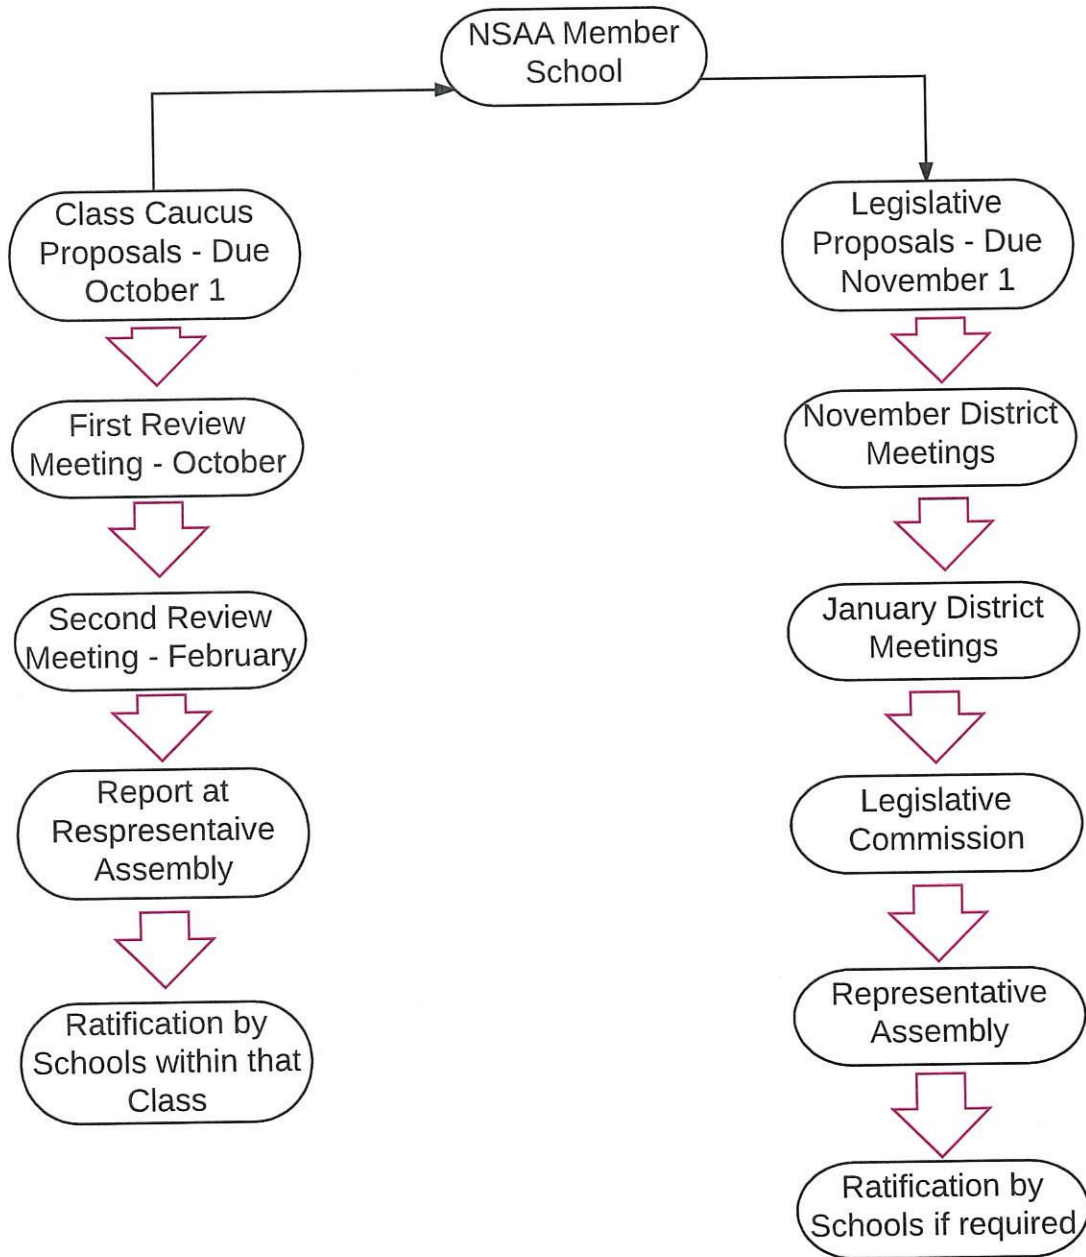 NSAA Member
School
Class Caucus
Proposals - Due
October 1
First Review
Meeting - October
Second Review
Meeting - February
Report at
Respresentaive
Assembly
Ratification by
Schools within that
Class
Legislative
Proposals - Due
November 1
November District
Meetings
January District
Meetings
Legislative
Commission
Representative
Assembly
Ratification by
Schools if required